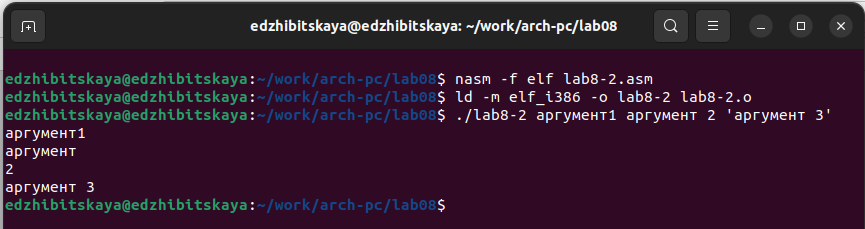 edzhibitskaya@edzhibitskaya: ~/work/arch-pc/lab08
edzhibitskaya@edzhibitskaya:~/work/arch-pc/lab08$ nasm -f elf lab8-2.asm
edzhibitskaya@edzhibitskaya:~/work/arch-pc/lab08$ ld -m elf_i386 -o lab8-2 lab8-2.o
edzhibitskaya@edzhibitskaya:~/work/arch-pc/lab08$ ./lab8-2 аргумент1 аргумент 2 'аргумент 3'
аргумент1
аргумент
2
аргумент 3
edzhibitskaya@edzhibitskaya:~/work/arch-pc/lab08$